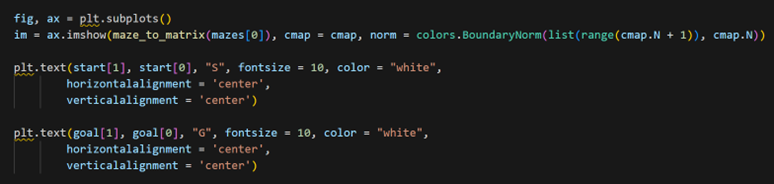 fig, ax = plt.subplots()
im = ax.imshow(maze_to_matrix(mazes[0]), cmap = cmap, norm = colors.BoundaryNorm(list(range(cmap.N + 1)), cmap.N))
plt.text(start[1], start[0], "S", fontsize = 10, color = "white",
horizontalalignment = 'center',
verticalalignment = 'center')
plt.text(goal[1], goal[0], "G", fontsize = 10, color = "white",
horizontalalignment = 'center',
verticalalignment = 'center')